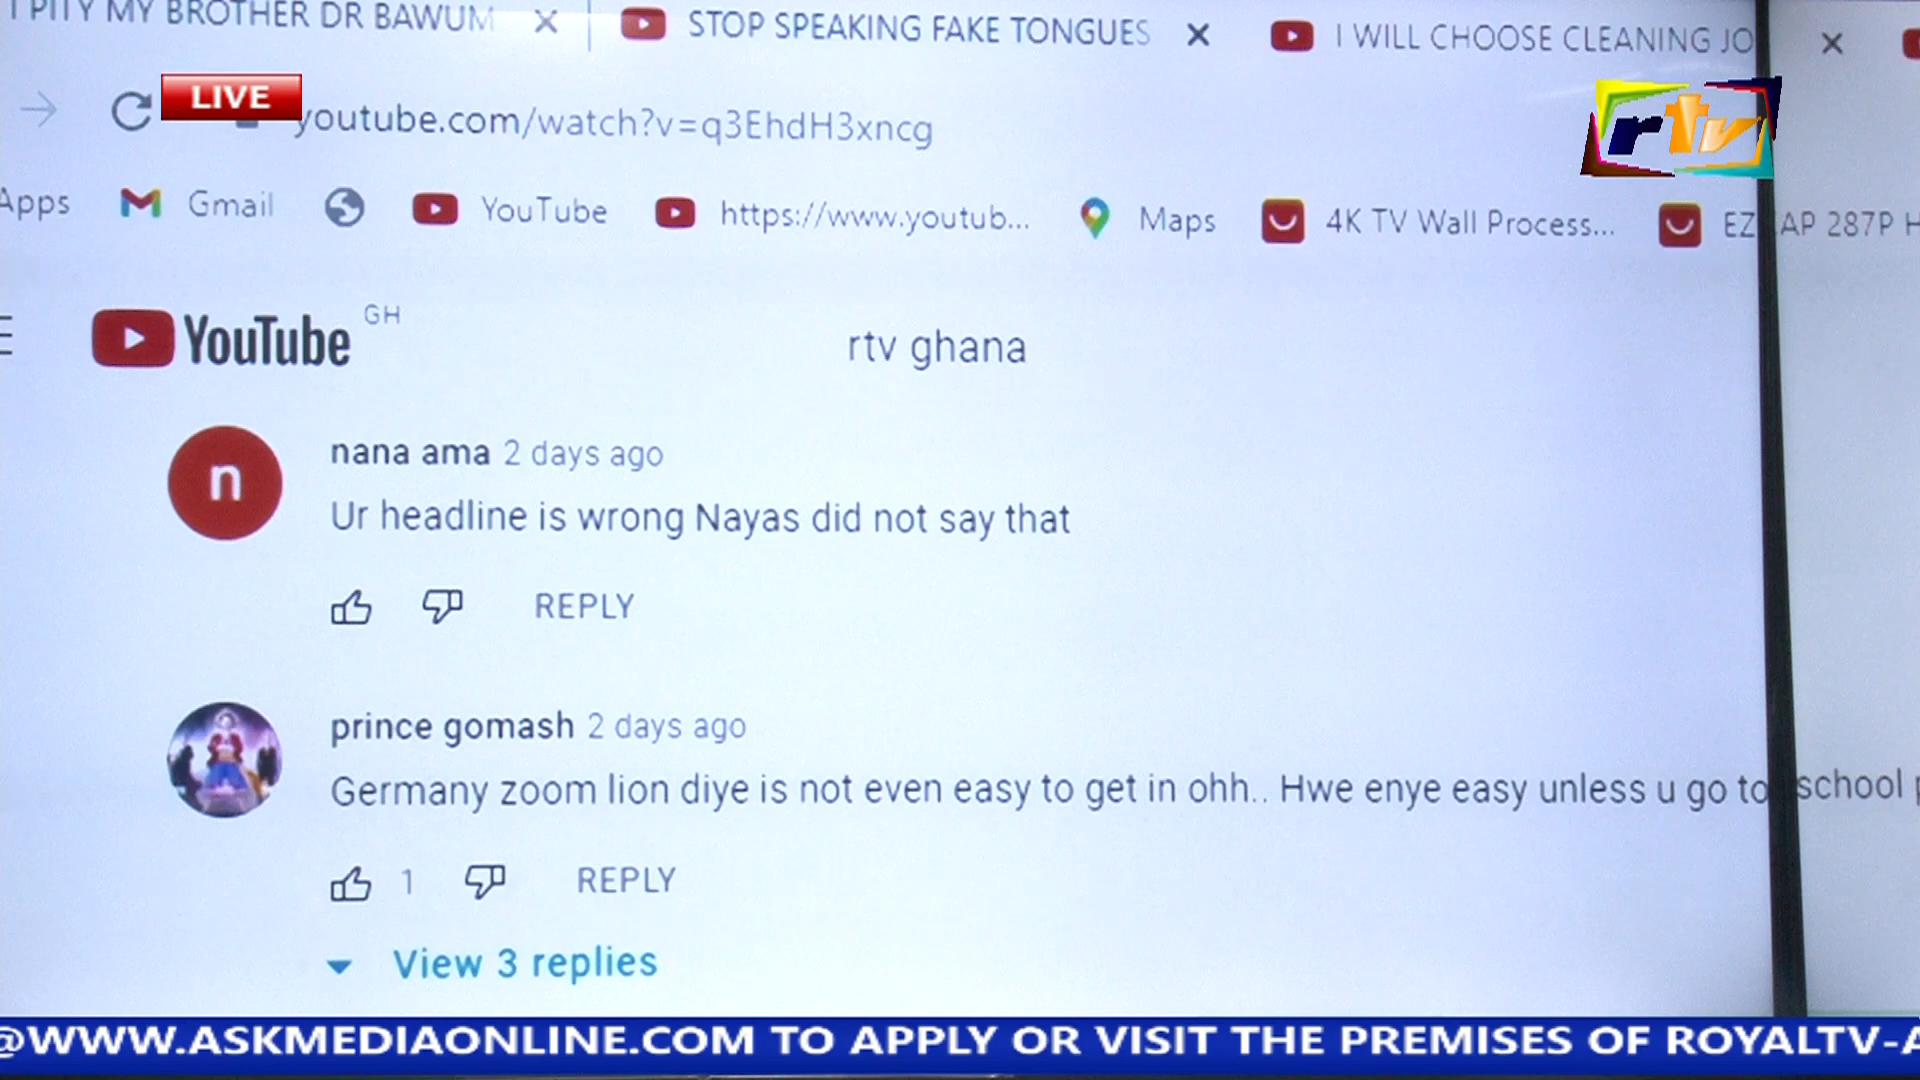 I PITY MY BROTHER DR BAWUM
STOP SPEAKING FAKE TONGUES
I WILL CHOOSE CLEANING JO
LIVE
youtube.com/watch?v=q3EhdH3xncg
rtv
Apps
Gmail
YouTube
https://www.youtub...
Maps
4K TV Wall Process...
EZ AP 287P H
YouTube GH
rtv ghana
n
nana ama 2 days ago
Ur headline is wrong Nayas did not say that
REPLY
prince gomash 2 days ago
Germany zoom lion diye is not even easy to get in ohh.. Hwe enye easy unless u go to school
1
REPLY
View 3 replies
@WWW.ASKMEDIAONLINE.COM TO APPLY OR VISIT THE PREMISES OF ROYALTV-A